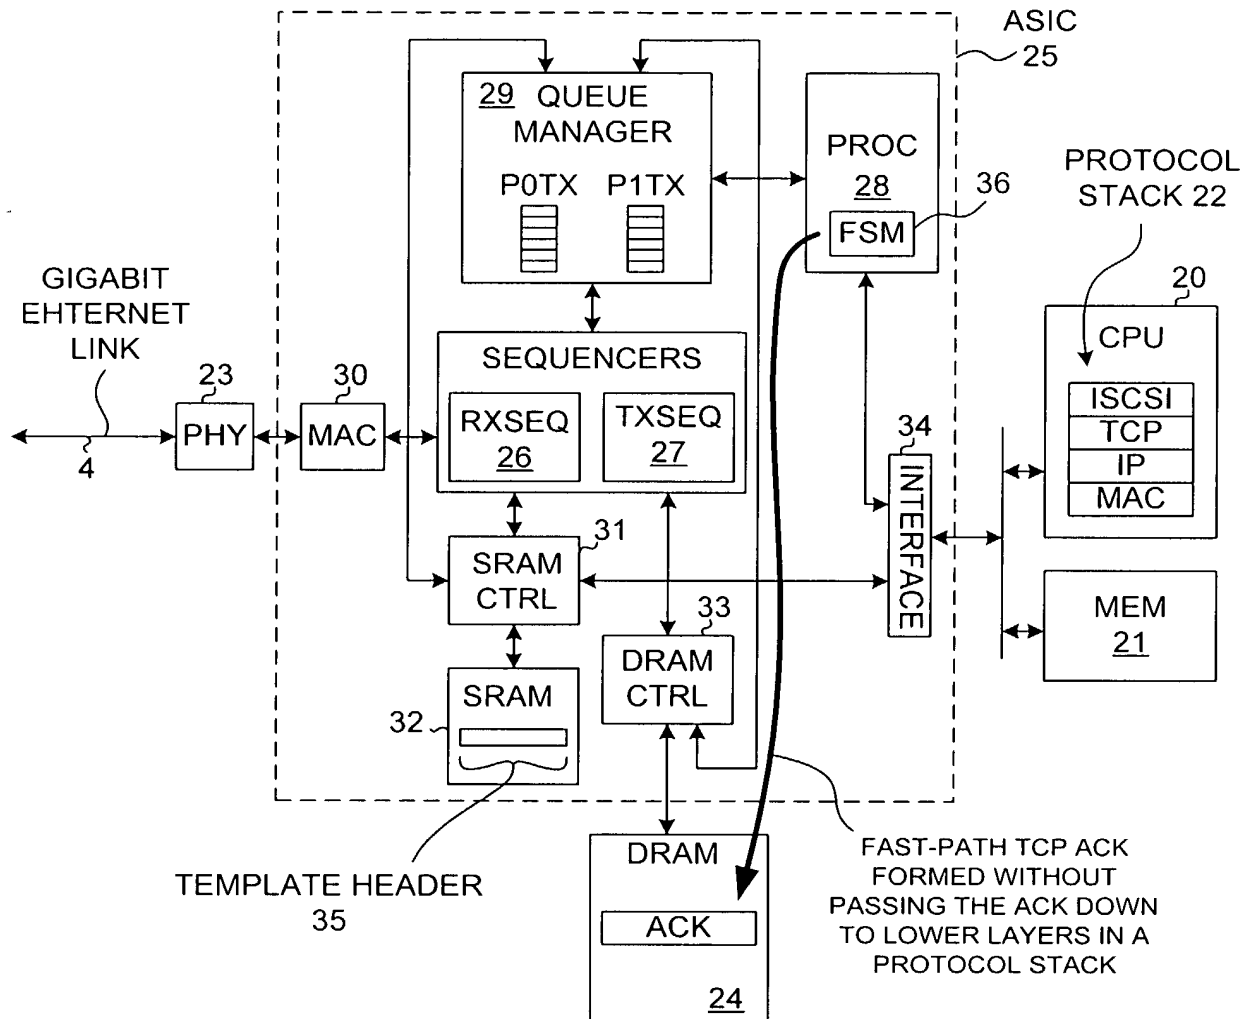 ASIC
25
29 QUEUE
MANAGER
P0TX P1TX
PROC
28
FSM
36
PROTOCOL
STACK 22
20
CPU
ISCSI
TCP
IP
MAC
GIGABIT
EHTERNET
LINK
4
23
PHY
30
MAC
SEQUENCERS
RXSEQ
26
TXSEQ
27
34
INTERFACE
31
SRAM
CTRL
33
DRAM
CTRL
MEM
21
SRAM
32
TEMPLATE HEADER
35
DRAM
ACK
24
FAST-PATH TCP ACK
FORMED WITHOUT
PASSING THE ACK DOWN
TO LOWER LAYERS IN A
PROTOCOL STACK